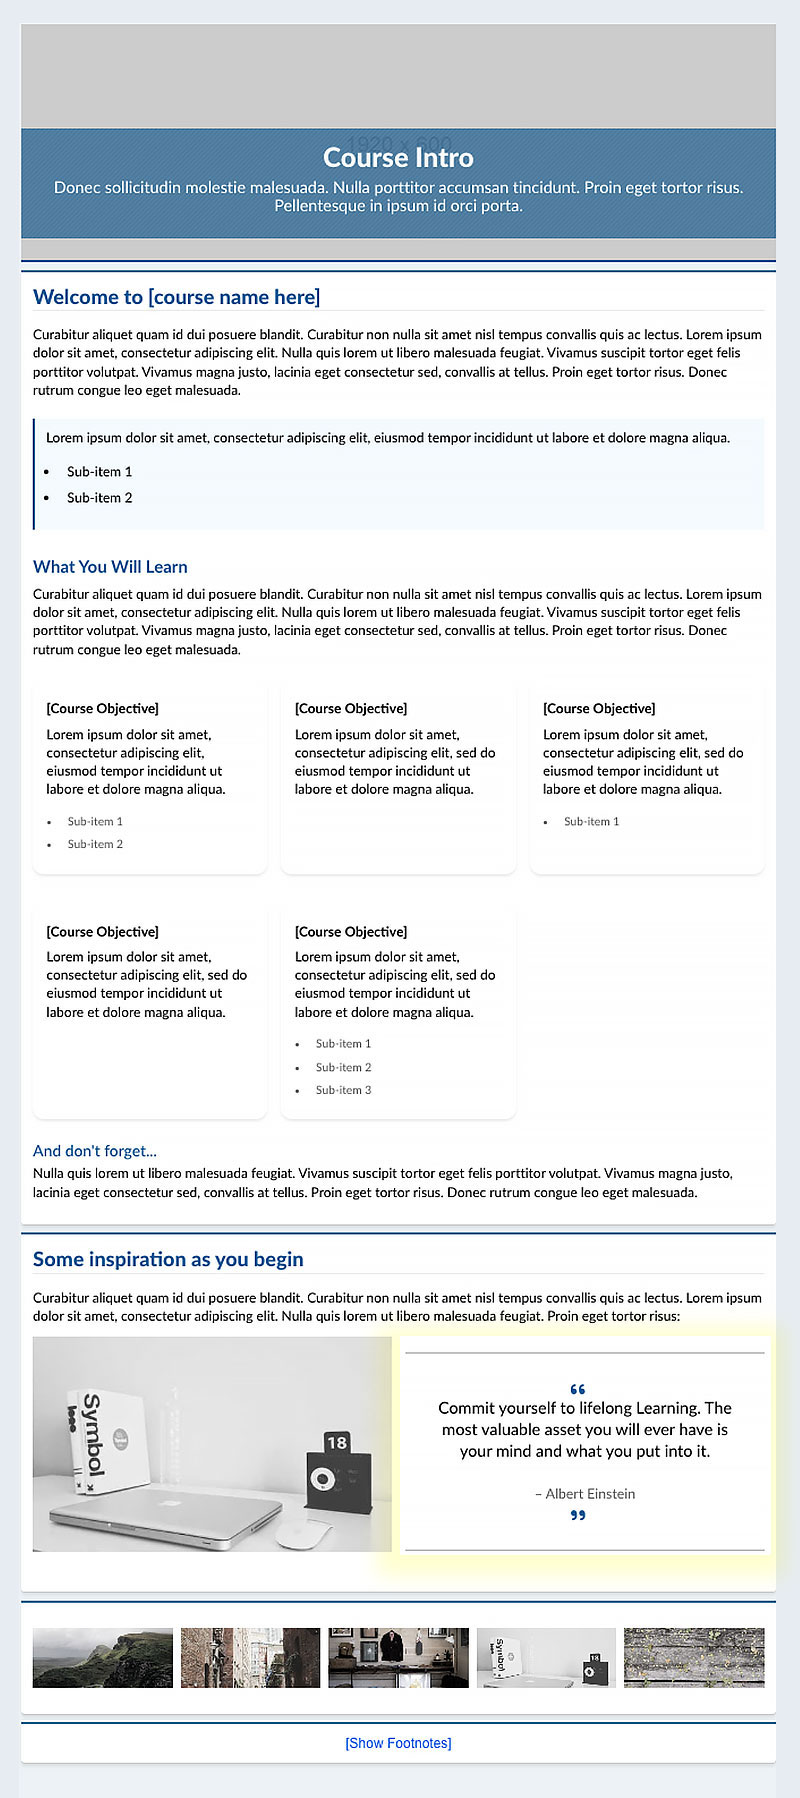 1920 x 600
Course Intro
Donec sollicitudin molestie malesuada. Nulla porttitor accumsan tincidunt. Proin eget tortor risus.
Pellentesque in ipsum id orci porta.
Welcome to [course name here]
Curabitur aliquet quam id dui posuere blandit. Curabitur non nulla sit amet nisl tempus convallis quis ac lectus. Lorem ipsum
dolor sit amet, consectetur adipiscing elit. Nulla quis lorem ut libero malesuada feugiat. Vivamus suscipit tortor eget felis
porttitor volutpat. Vivamus magna justo, lacinia eget consectetur sed, convallis at tellus. Proin eget tortor risus. Donec
rutrum congue leo eget malesuada.
Lorem ipsum dolor sit amet, consectetur adipiscing elit, eiusmod tempor incididunt ut labore et dolore magna aliqua.
• Sub-item 1
• Sub-item 2
What You Will Learn
Curabitur aliquet quam id dui posuere blandit. Curabitur non nulla sit amet nisl tempus convallis quis ac lectus. Lorem ipsum
dolor sit amet, consectetur adipiscing elit. Nulla quis lorem ut libero malesuada feugiat. Vivamus suscipit tortor eget felis
porttitor volutpat. Vivamus magna justo, lacinia eget consectetur sed, convallis at tellus. Proin eget tortor risus. Donec
rutrum congue leo eget malesuada.
[Course Objective]
Lorem ipsum dolor sit amet,
consectetur adipiscing elit,
eiusmod tempor incididunt ut
labore et dolore magna aliqua.
• Sub-item 1
• Sub-item 2
[Course Objective]
Lorem ipsum dolor sit amet,
consectetur adipiscing elit, sed do
eiusmod tempor incididunt ut
labore et dolore magna aliqua.
[Course Objective]
Lorem ipsum dolor sit amet,
consectetur adipiscing elit, sed do
eiusmod tempor incididunt ut
labore et dolore magna aliqua.
• Sub-item 1
[Course Objective]
Lorem ipsum dolor sit amet,
consectetur adipiscing elit, sed do
eiusmod tempor incididunt ut
labore et dolore magna aliqua.
[Course Objective]
Lorem ipsum dolor sit amet,
consectetur adipiscing elit, sed do
eiusmod tempor incididunt ut
labore et dolore magna aliqua.
• Sub-item 1
• Sub-item 2
• Sub-item 3
And don't forget...
Nulla quis lorem ut libero malesuada feugiat. Vivamus suscipit tortor eget felis porttitor volutpat. Vivamus magna justo,
lacinia eget consectetur sed, convallis at tellus. Proin eget tortor risus. Donec rutrum congue leo eget malesuada.
Some inspiration as you begin
Curabitur aliquet quam id dui posuere blandit. Curabitur non nulla sit amet nisl tempus convallis quis ac lectus. Lorem ipsum
dolor sit amet, consectetur adipiscing elit. Nulla quis lorem ut libero malesuada feugiat. Proin eget tortor risus:
Symbol
logo
18
“
Commit yourself to lifelong Learning. The
most valuable asset you will ever have is
your mind and what you put into it.
– Albert Einstein
”
Symbol
18
[Show Footnotes]